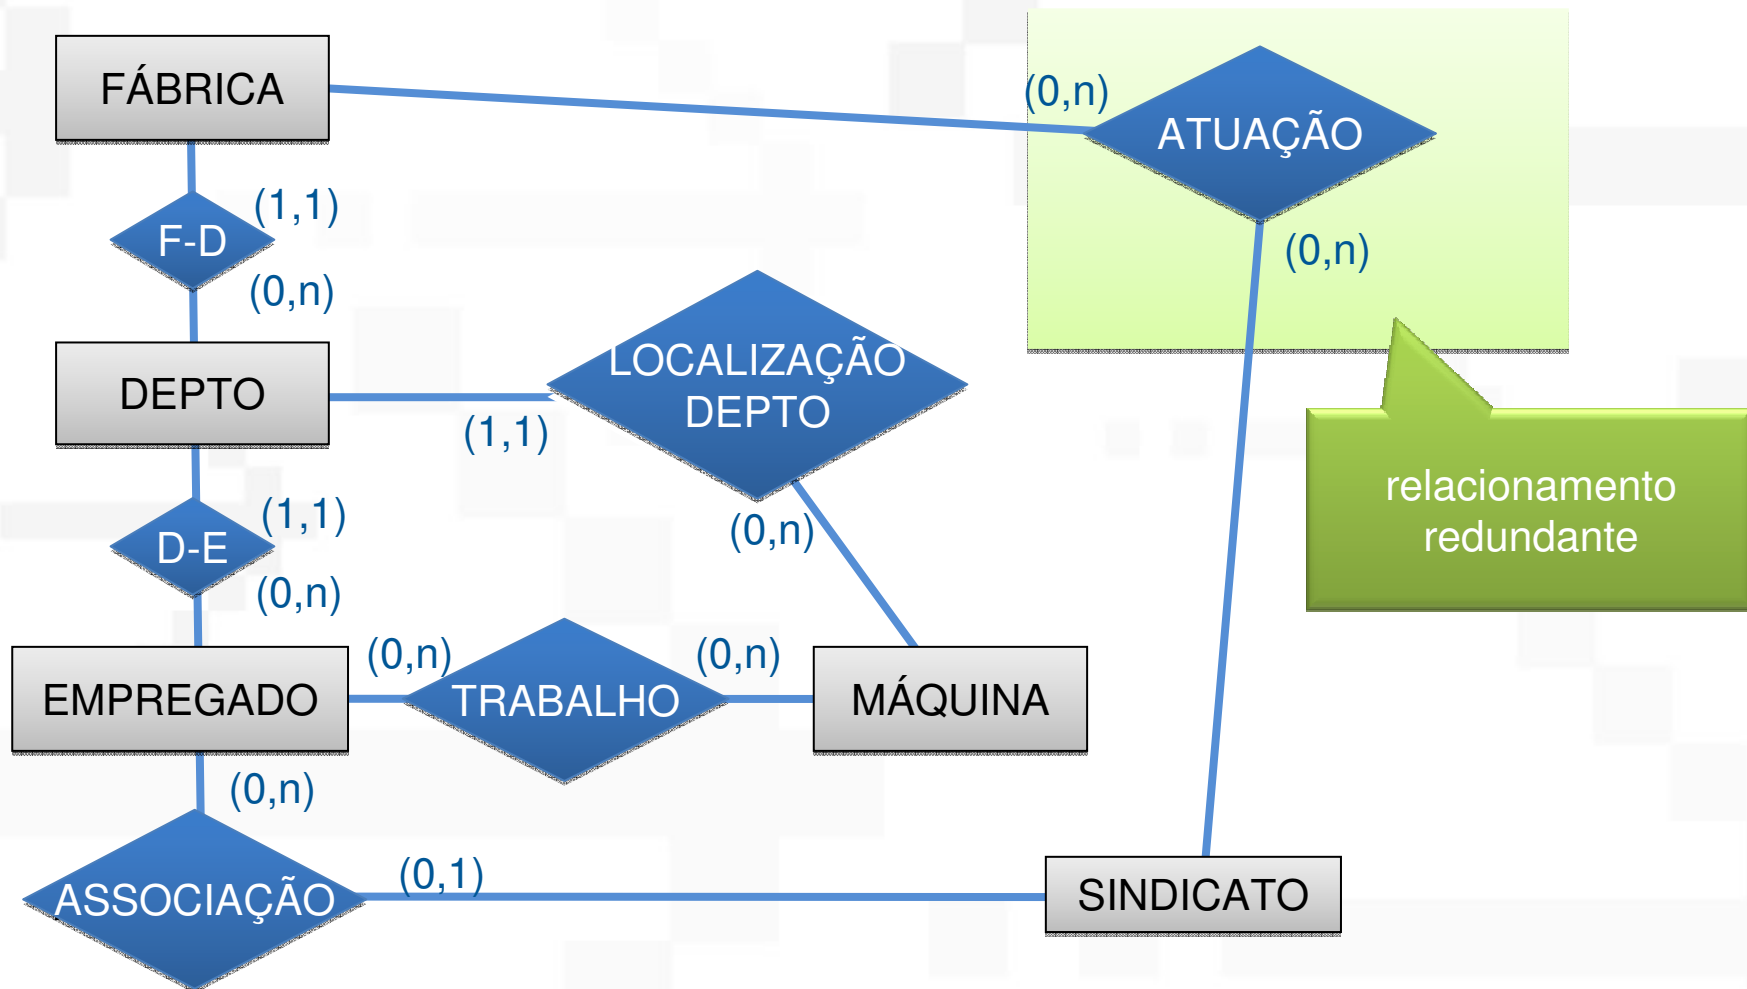 FÁBRICA
(0,n)
ATUAÇÃO
(1,1)
F-D
(0,n)
(0,n)
LOCALIZAÇÃO
DEPTO
DEPTO
(1,1)
relacionamento
redundante
(1,1)
D-E
(0,n)
(0,n)
(0,n)
(0,n)
EMPREGADO
TRABALHO
MÁQUINA
(0,n)
(0,1)
ASSOCIAÇÃO
SINDICATO